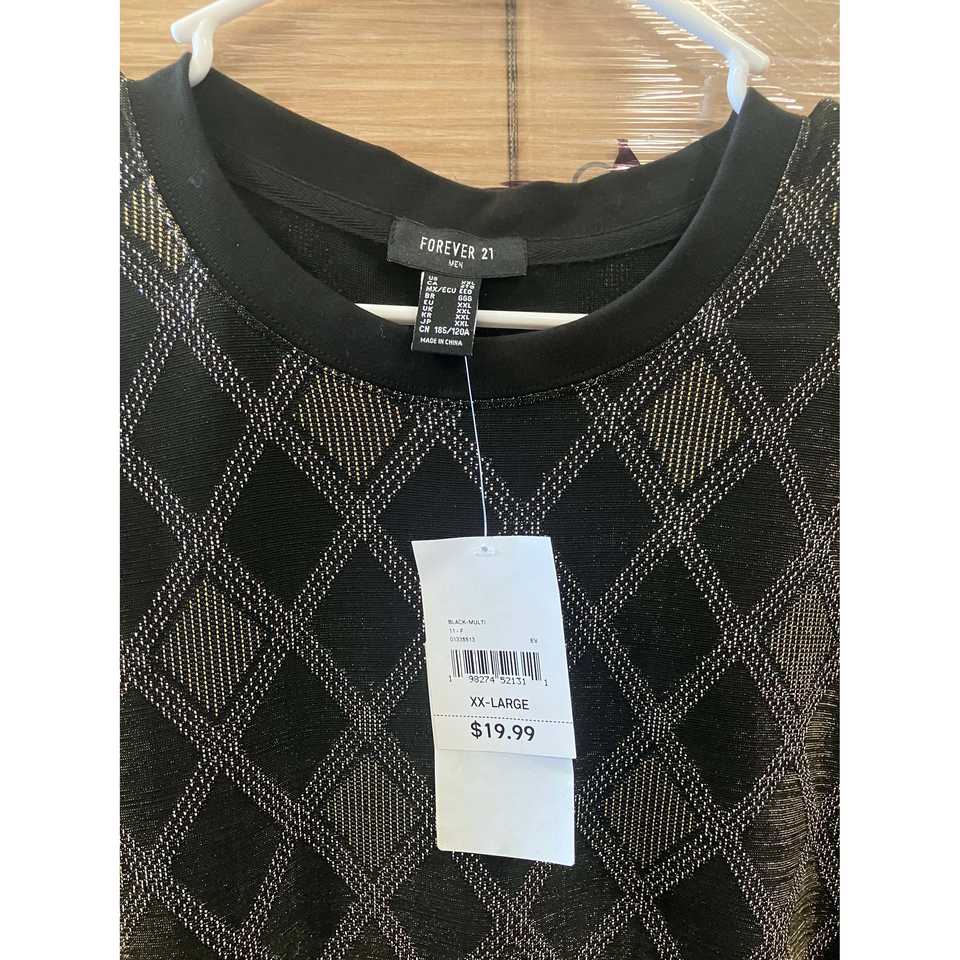 FOREVER 21
MEN
US XXL
CA
MX/ECU EEG
BR GGG
EU XXL
UK XXL
KR XXL
JP XXL
CN 185/120A
MADE IN CHINA
BLACK-MULTI
11-F
01335513 EV
1 98274 52131 1
XX-LARGE
$19.99